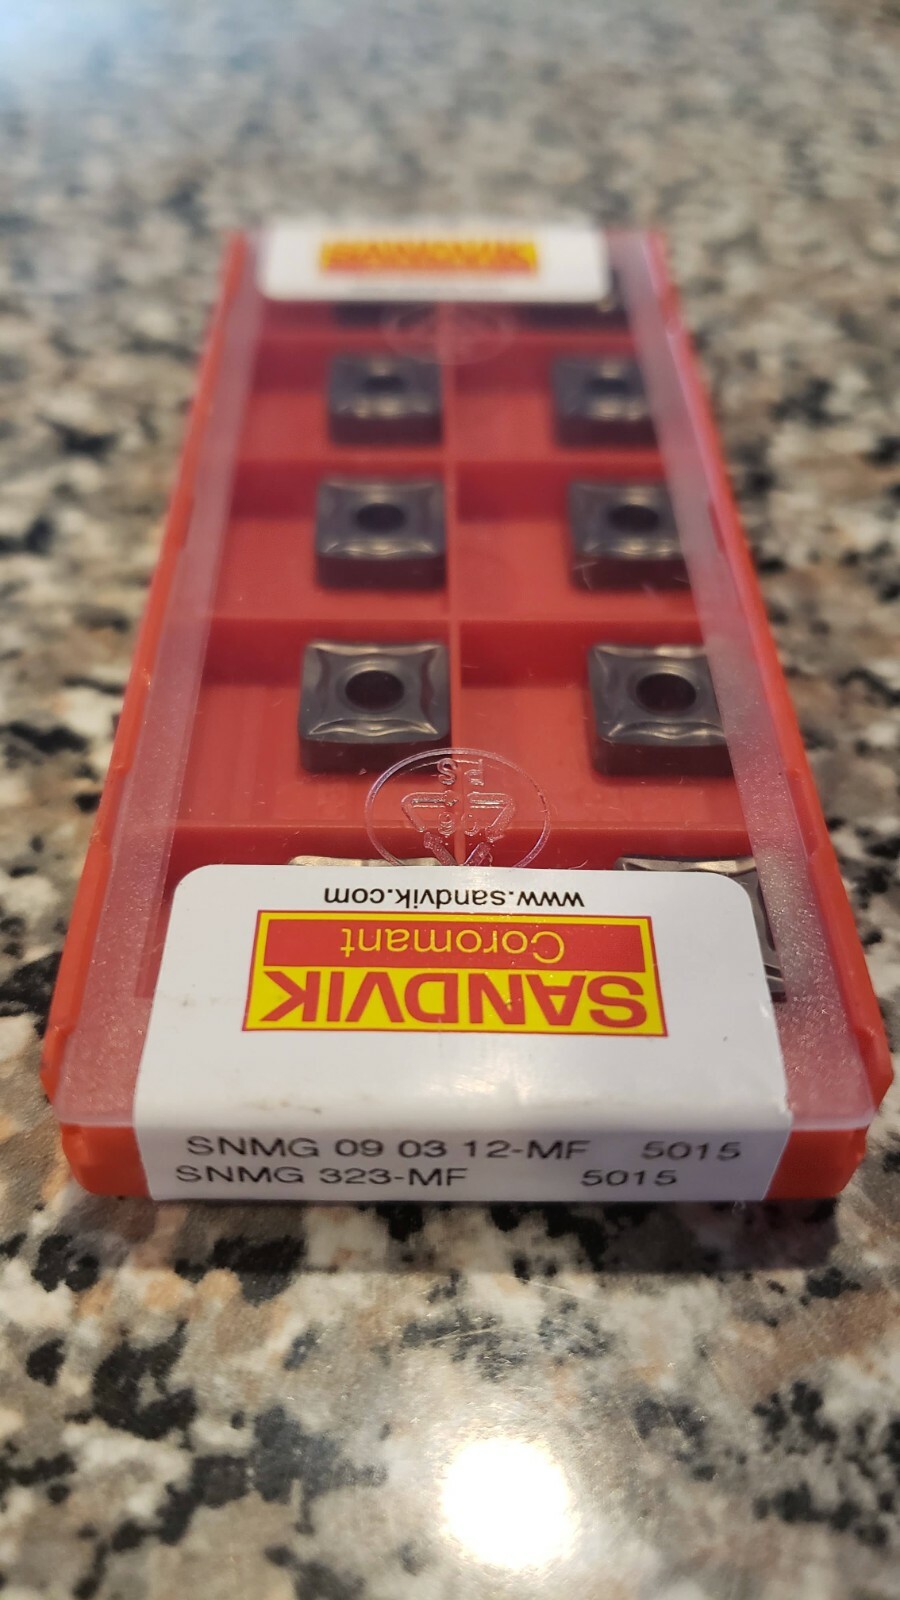 www.sandvik.com
SANDVIK
Coromant
SNMG 09 03 12-MF 5015
SNMG 323-MF 5015